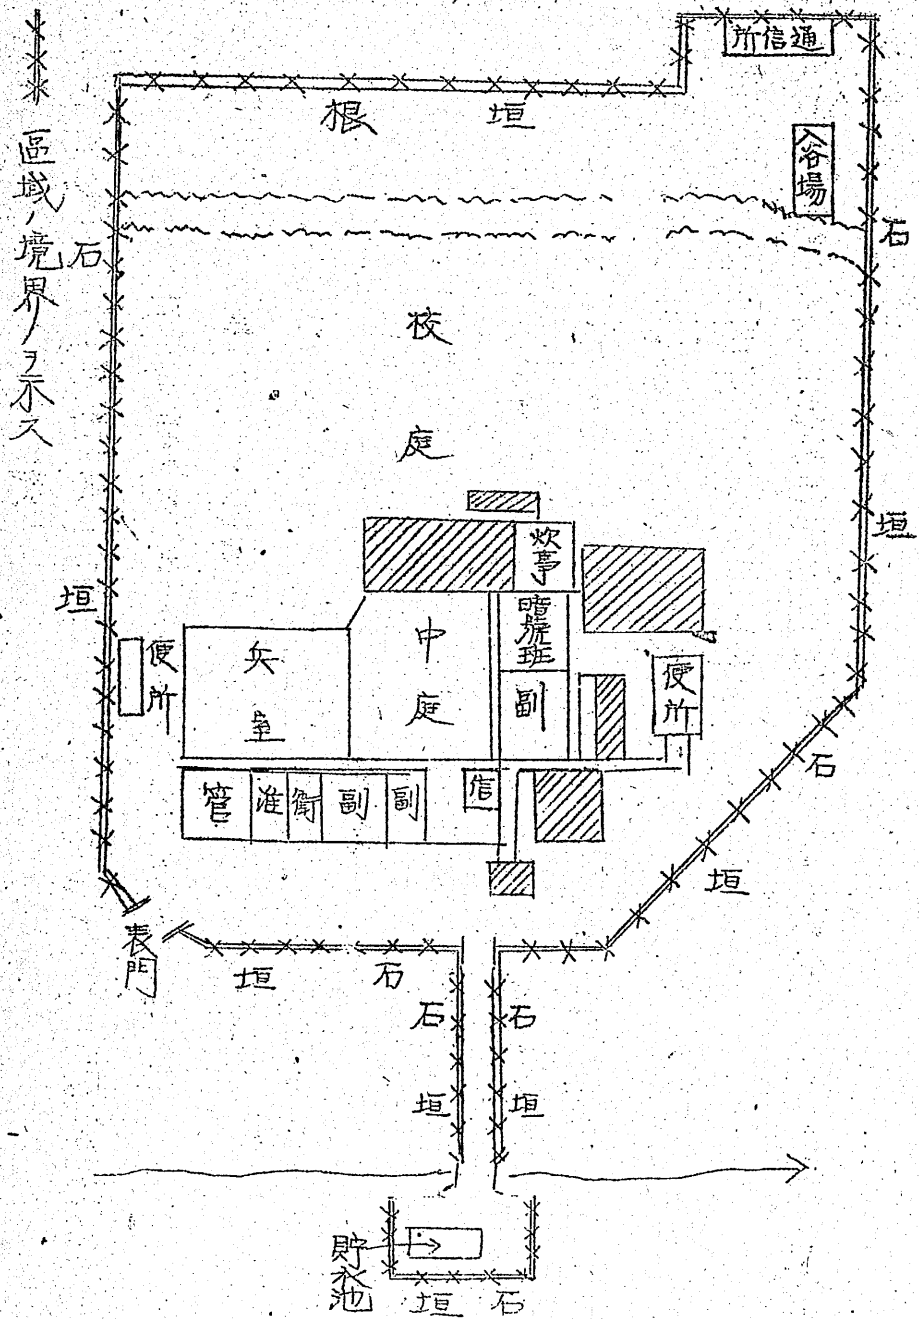 區域ノ境界ノヲ示ス
所信通
入浴場
根垣
石垣
石垣
校庭
炊事
暗號班
副
中庭
兵室
便所
便所
管
准
衛
副
副
信
石垣
表門
垣石
石垣
石垣
貯水池
垣石